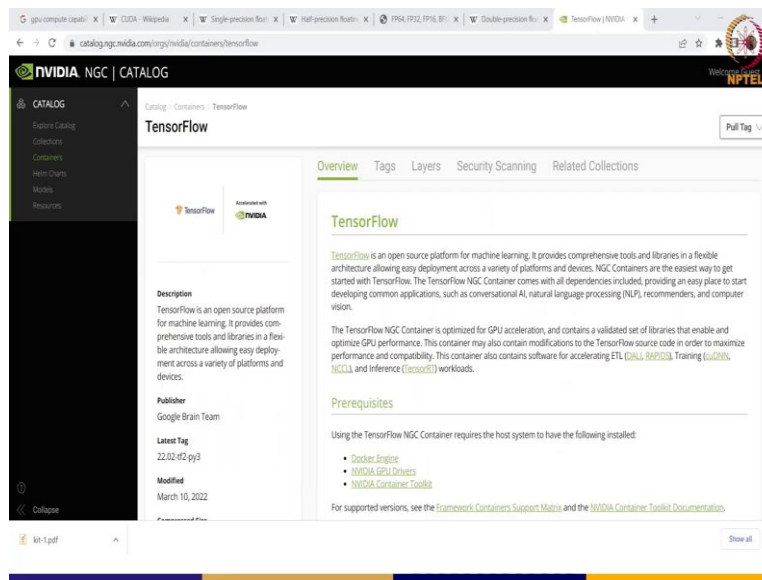 gpu compute capabili
CUDA - Wikipedia
Single-precision floati
Half-precision floating
FP64, FP32, FP16, BF
Double-precision flo
TensorFlow | NVIDIA
catalog.ngc.nvidia.com/orgs/nvidia/containers/tensorflow
NVIDIA. NGC | CATALOG
Welcome Guest
NPTEL
CATALOG
Explore Catalog
Collections
Containers
Helm Charts
Models
Resources
Collapse
Catalog > Containers > TensorFlow
TensorFlow
Pull Tag
TensorFlow
Accelerated with
NVIDIA
Description
TensorFlow is an open source platform
for machine learning. It provides com-
prehensive tools and libraries in a flexi-
ble architecture allowing easy deploy-
ment across a variety of platforms and
devices.
Publisher
Google Brain Team
Latest Tag
22.02-tf2-py3
Modified
March 10, 2022
Compressed Size
Overview Tags Layers Security Scanning Related Collections
TensorFlow
TensorFlow is an open source platform for machine learning. It provides comprehensive tools and libraries in a flexible
architecture allowing easy deployment across a variety of platforms and devices. NGC Containers are the easiest way to get
started with TensorFlow. The TensorFlow NGC Container comes with all dependencies included, providing an easy place to start
developing common applications, such as conversational AI, natural language processing (NLP), recommenders, and computer
vision.
The TensorFlow NGC Container is optimized for GPU acceleration, and contains a validated set of libraries that enable and
optimize GPU performance. This container may also contain modifications to the TensorFlow source code in order to maximize
performance and compatibility. This container also contains software for accelerating ETL (DALI, RAPIDS), Training (cuDNN,
NCCL), and Inference (TensorRT) workloads.
Prerequisites
Using the TensorFlow NGC Container requires the host system to have the following installed:
• Docker Engine
• NVIDIA GPU Drivers
• NVIDIA Container Toolkit
For supported versions, see the Framework Containers Support Matrix and the NVIDIA Container Toolkit Documentation.
kit-1.pdf
Show all